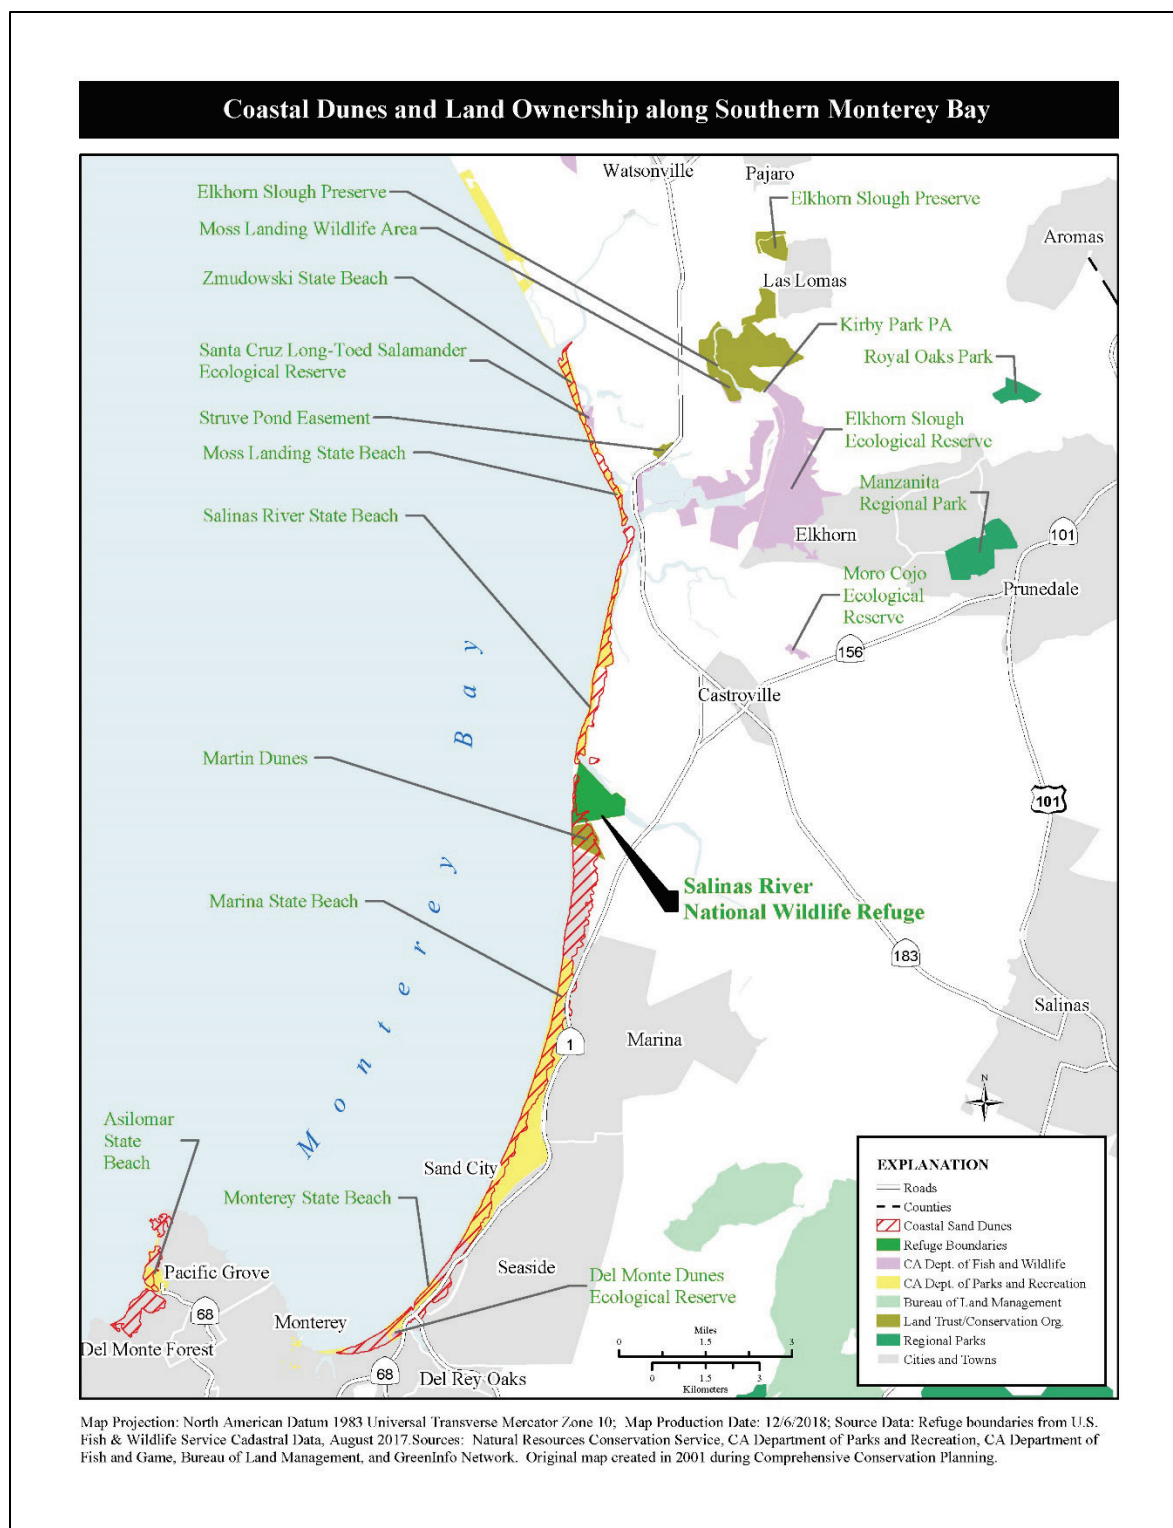 Coastal Dunes and Land Ownership along Southern Monterey Bay
Watsonville
Pajaro
Elkhorn Slough Preserve
Elkhorn Slough Preserve
Moss Landing Wildlife Area
Aromas
Zmudowski State Beach
Las Lomas
Kirby Park PA
Santa Cruz Long-Toed Salamander
Ecological Reserve
Royal Oaks Park
Struve Pond Easement
Elkhorn Slough
Ecological Reserve
Moss Landing State Beach
Manzanita
Regional Park
Salinas River State Beach
Elkhorn
101
Moro Cojo
Ecological
Reserve
Prunedale
156
Castroville
Monterey Bay
Martin Dunes
101
Salinas River
National Wildlife Refuge
Marina State Beach
183
Salinas
Marina
1
N
Asilomar
State
Beach
Sand City
Monterey State Beach
Seaside
Del Monte Dunes
Ecological Reserve
Pacific Grove
68
Monterey
Del Monte Forest
68
Del Rey Oaks
EXPLANATION
Roads
Counties
Coastal Sand Dunes
Refuge Boundaries
CA Dept. of Fish and Wildlife
CA Dept. of Parks and Recreation
Bureau of Land Management
Land Trust/Conservation Org.
Regional Parks
Cities and Towns
Miles
0 1.5 3
0 1.5 3
Kilometers
Map Projection: North American Datum 1983 Universal Transverse Mercator Zone 10; Map Production Date: 12/6/2018; Source Data: Refuge boundaries from U.S.
Fish & Wildlife Service Cadastral Data, August 2017.Sources: Natural Resources Conservation Service, CA Department of Parks and Recreation, CA Department of
Fish and Game, Bureau of Land Management, and GreenInfo Network. Original map created in 2001 during Comprehensive Conservation Planning.